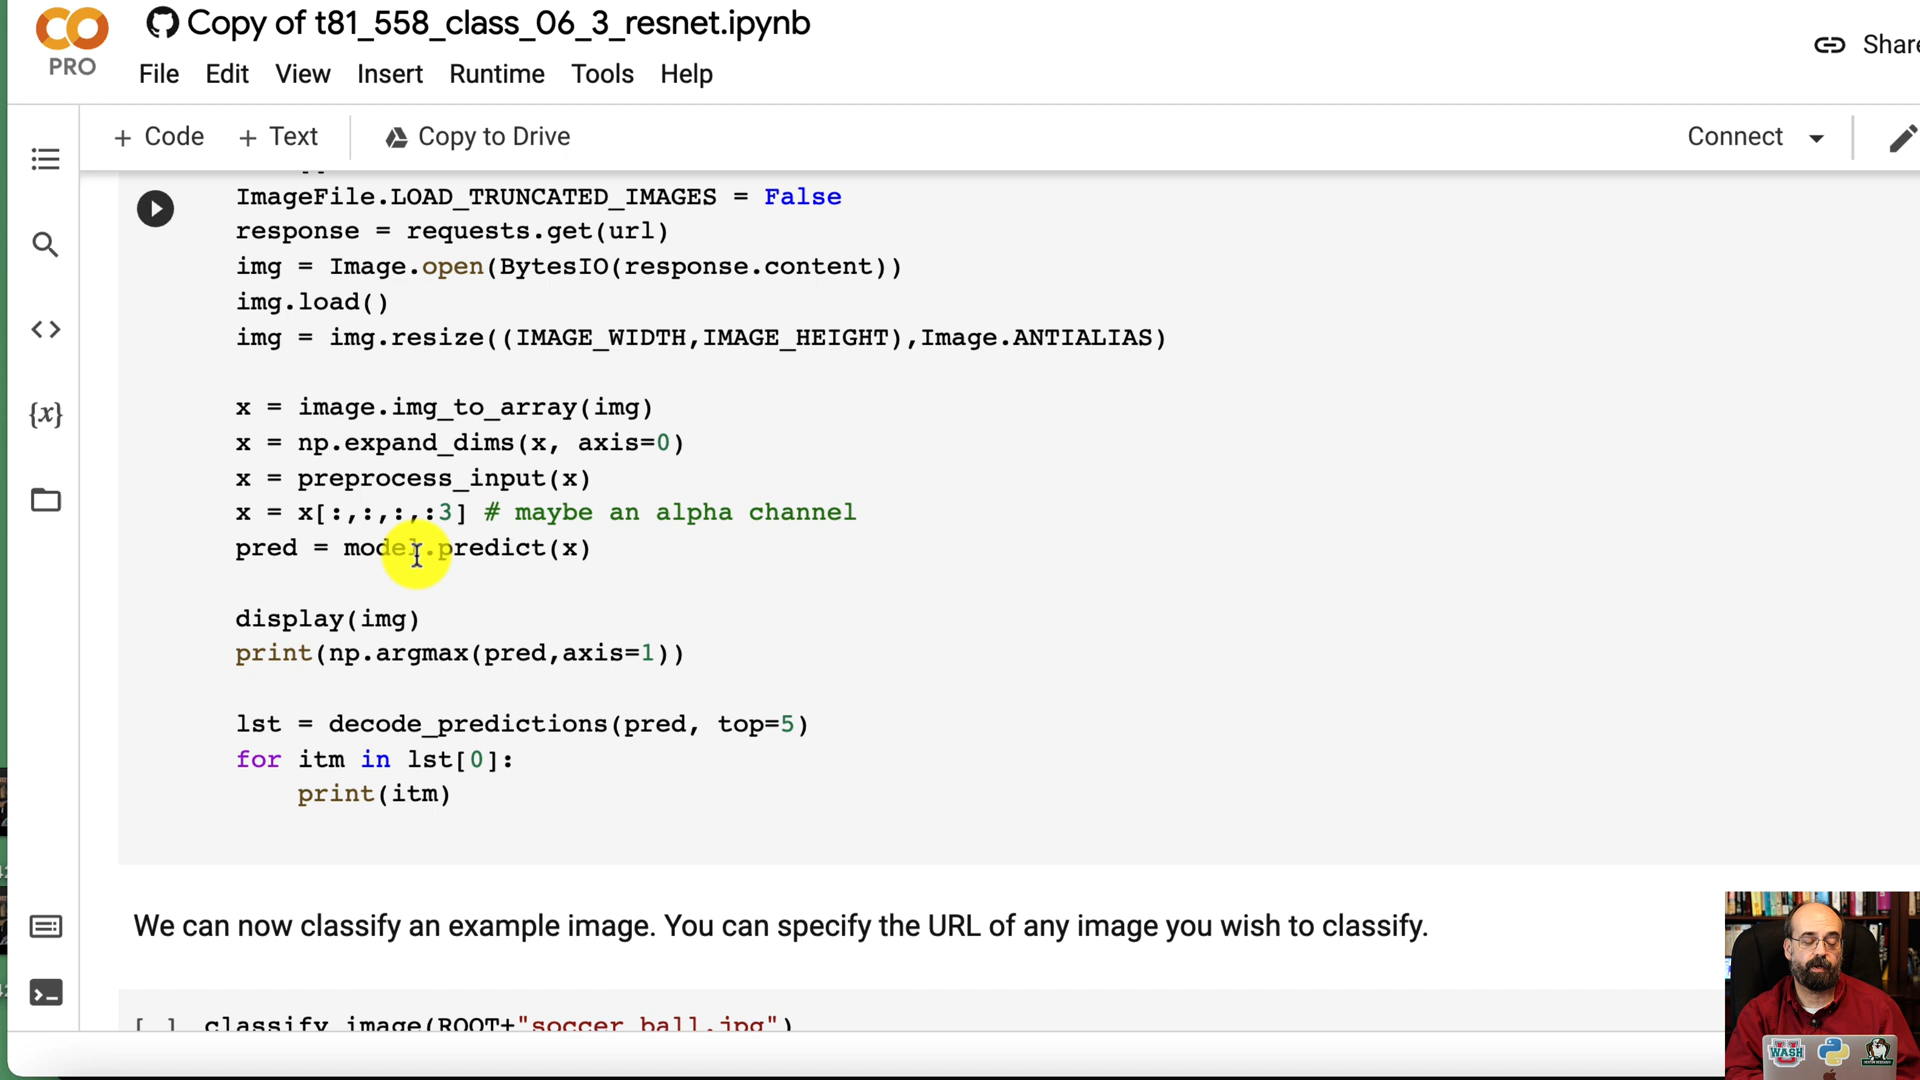 Copy of t81_558_class_06_3_resnet.ipynb
PRO
File Edit View Insert Runtime Tools Help
Share
+ Code + Text Copy to Drive
Connect
ImageFile.LOAD_TRUNCATED_IMAGES = False
response = requests.get(url)
img = Image.open(BytesIO(response.content))
img.load()
img = img.resize((IMAGE_WIDTH,IMAGE_HEIGHT),Image.ANTIALIAS)
x = image.img_to_array(img)
x = np.expand_dims(x, axis=0)
x = preprocess_input(x)
x = x[:,:,:,:3] # maybe an alpha channel
pred = model.predict(x)
display(img)
print(np.argmax(pred,axis=1))
lst = decode_predictions(pred, top=5)
for itm in lst[0]:
print(itm)
We can now classify an example image. You can specify the URL of any image you wish to classify.
[ ] classify_image(ROOT+"soccer_ball.jpg")
WASH